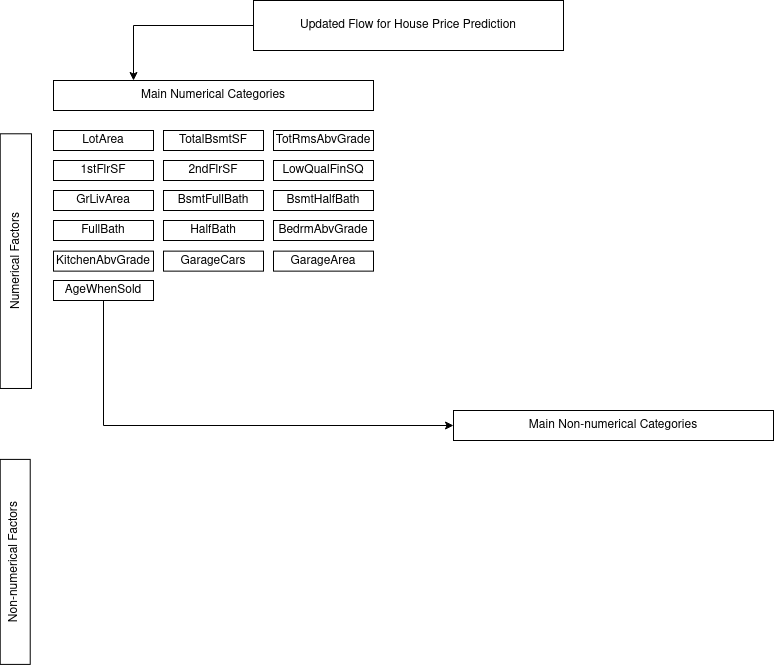 Updated Flow for House Price Prediction
Main Numerical Categories
Numerical Factors
LotArea
TotalBsmtSF
TotRmsAbvGrade
1stFlrSF
2ndFlrSF
LowQualFinSQ
GrLivArea
BsmtFullBath
BsmtHalfBath
FullBath
HalfBath
BedrmAbvGrade
KitchenAbvGrade
GarageCars
GarageArea
AgeWhenSold
Main Non-numerical Categories
Non-numerical Factors